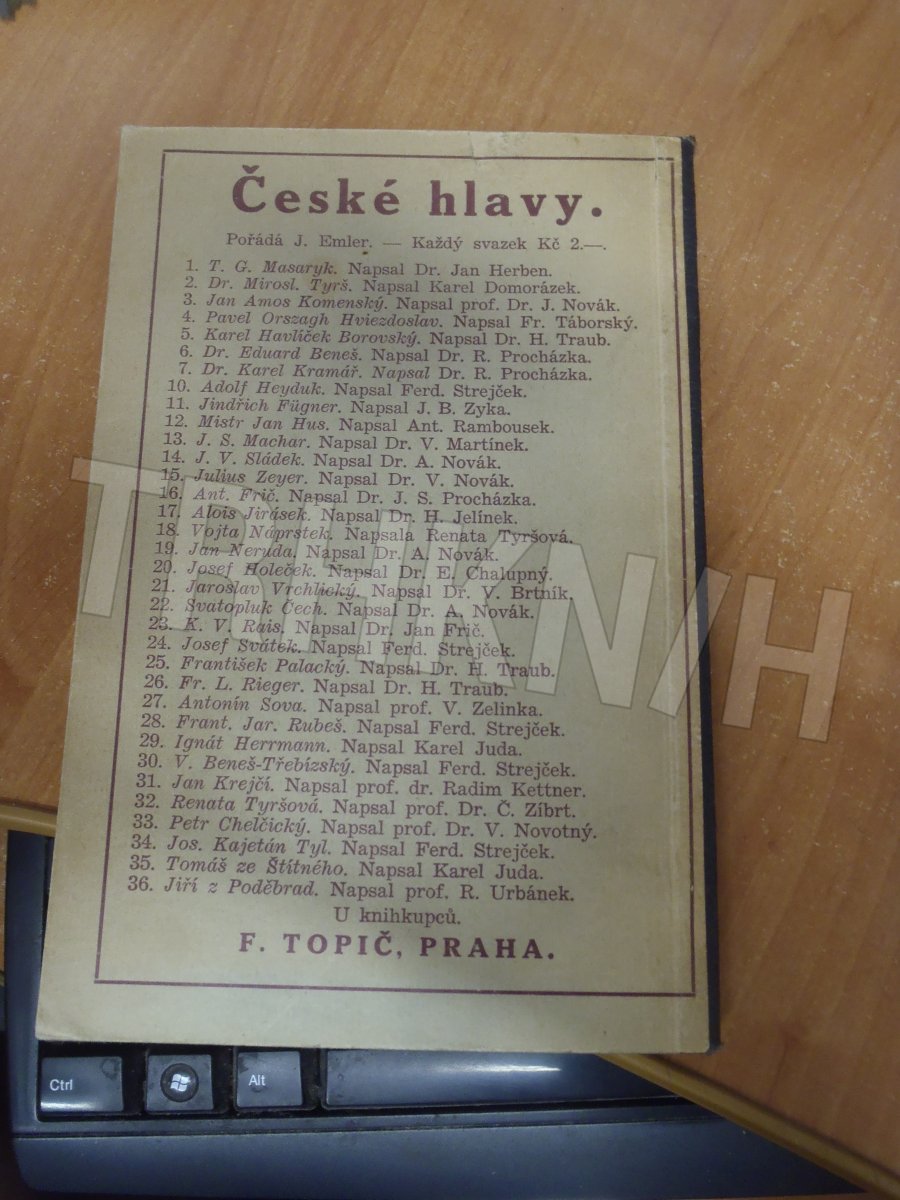 České hlavy.
Pořádá J. Emler. — Každý svazek Kč 2.—.
1. T. G. Masaryk. Napsal Dr. Jan Herben.
2. Dr. Mirosl. Tyrš. Napsal Karel Domorázek.
3. Jan Amos Komenský. Napsal prof. Dr. J. Novák.
4. Pavel Orszagh Hviezdoslav. Napsal Fr. Táborský.
5. Karel Havlíček Borovský. Napsal Dr. H. Traub.
6. Dr. Eduard Beneš. Napsal Dr. R. Procházka.
7. Dr. Karel Kramář. Napsal Dr. R. Procházka.
10. Adolf Heyduk. Napsal Ferd. Strejček.
11. Jindřich Fügner. Napsal J. B. Zyka.
12. Mistr Jan Hus. Napsal Ant. Rambousek.
13. J. S. Machar. Napsal Dr. V. Martínek.
14. J. V. Sládek. Napsal Dr. A. Novák.
15. Julius Zeyer. Napsal Dr. V. Novák.
16. Ant. Frič. Napsal Dr. J. S. Procházka.
17. Alois Jirásek. Napsal Dr. H. Jelínek.
18. Vojta Náprstek. Napsala Renata Tyršová.
19. Jan Neruda. Napsal Dr. A. Novák.
20. Josef Holeček. Napsal Dr. E. Chalupný.
21. Jaroslav Vrchlický. Napsal Dr. V. Brtník.
22. Svatopluk Čech. Napsal Dr. A. Novák.
23. K. V. Rais. Napsal Dr. Jan Frič.
24. Josef Svátek. Napsal Ferd. Strejček.
25. František Palacký. Napsal Dr. H. Traub.
26. Fr. L. Rieger. Napsal Dr. H. Traub.
27. Antonín Sova. Napsal prof. V. Zelinka.
28. Frant. Jar. Rubeš. Napsal Ferd. Strejček.
29. Ignát Herrmann. Napsal Karel Juda.
30. V. Beneš-Třebízský. Napsal Ferd. Strejček.
31. Jan Krejčí. Napsal prof. dr. Radim Kettner.
32. Renata Tyršová. Napsal prof. Dr. Č. Zíbrt.
33. Petr Chelčický. Napsal prof. Dr. V. Novotný.
34. Jos. Kajetán Tyl. Napsal Ferd. Strejček.
35. Tomáš ze Štítného. Napsal Karel Juda.
36. Jiří z Poděbrad. Napsal prof. R. Urbánek.
U knihkupců.
F. TOPIČ, PRAHA.
Ctrl
Alt